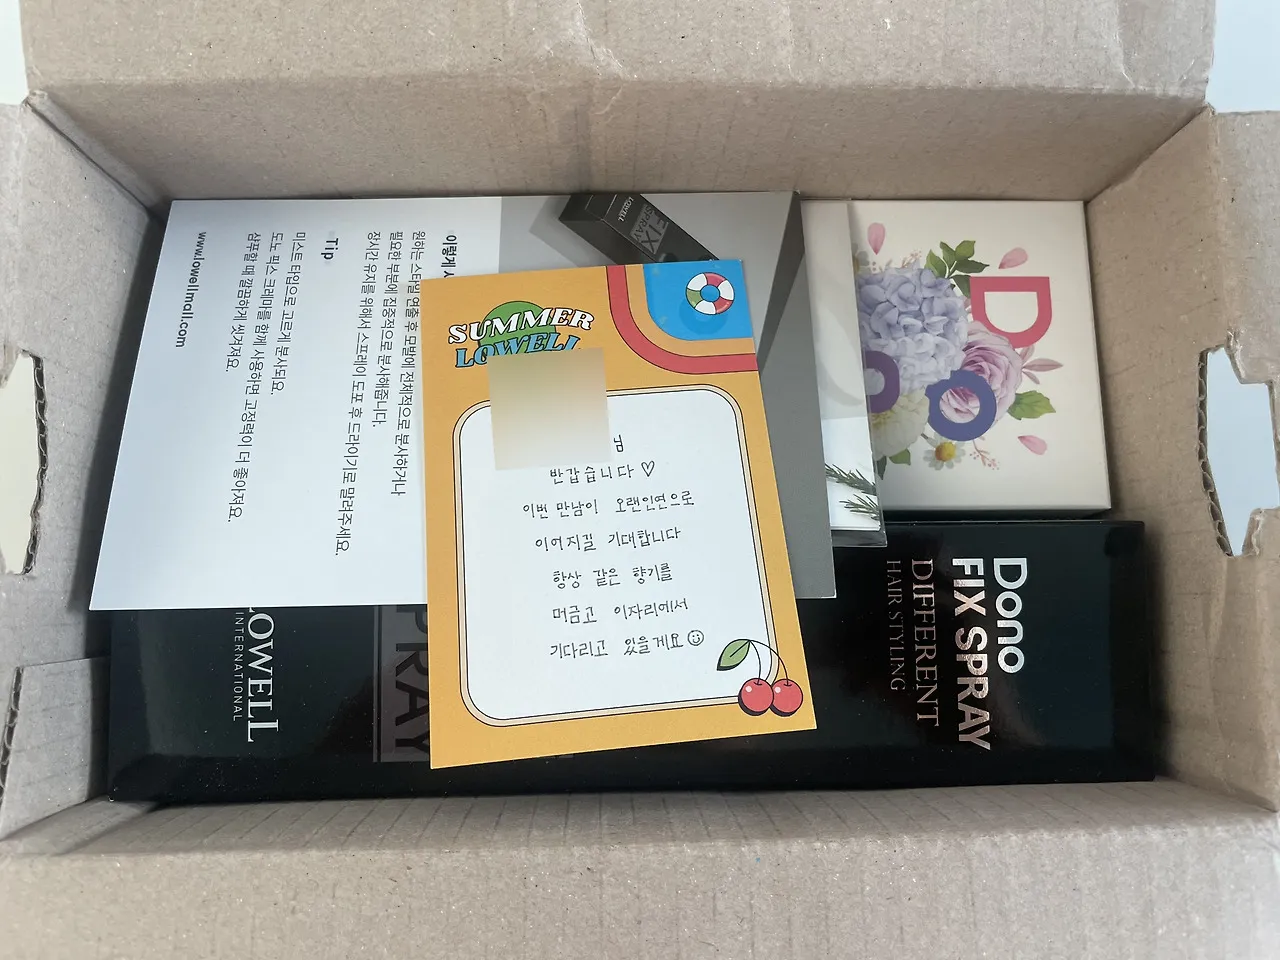 SUMMER
LOWELL
님
반갑습니다♡
이번 만남이 오랜인연으로
이어지길 기대합니다
항상 같은 향기를
머금고 이자리에서
기다리고 있을게요☺
LOWELL
FIX
SPRAY
이렇게
원하는 스타일 연출 후 모발에 전체적으로 분사하거나
필요한 부분에 집중적으로 분사해줍니다.
장시간 유지를 위해서 스프레이 도포 후 드라이기로 말려주세요.
Tip
미스트 타입으로 고르게 분사되요.
도노 픽스 크레마를 함께 사용하면 고정력이 더 좋아져요.
샴푸할 때 깔끔하게 씻겨져요.
www.lowellmall.com
D
o
Dono
FIX SPRAY
DIFFERENT
HAIR STYLING
SPRAY
LOWELL
INTERNATIONAL